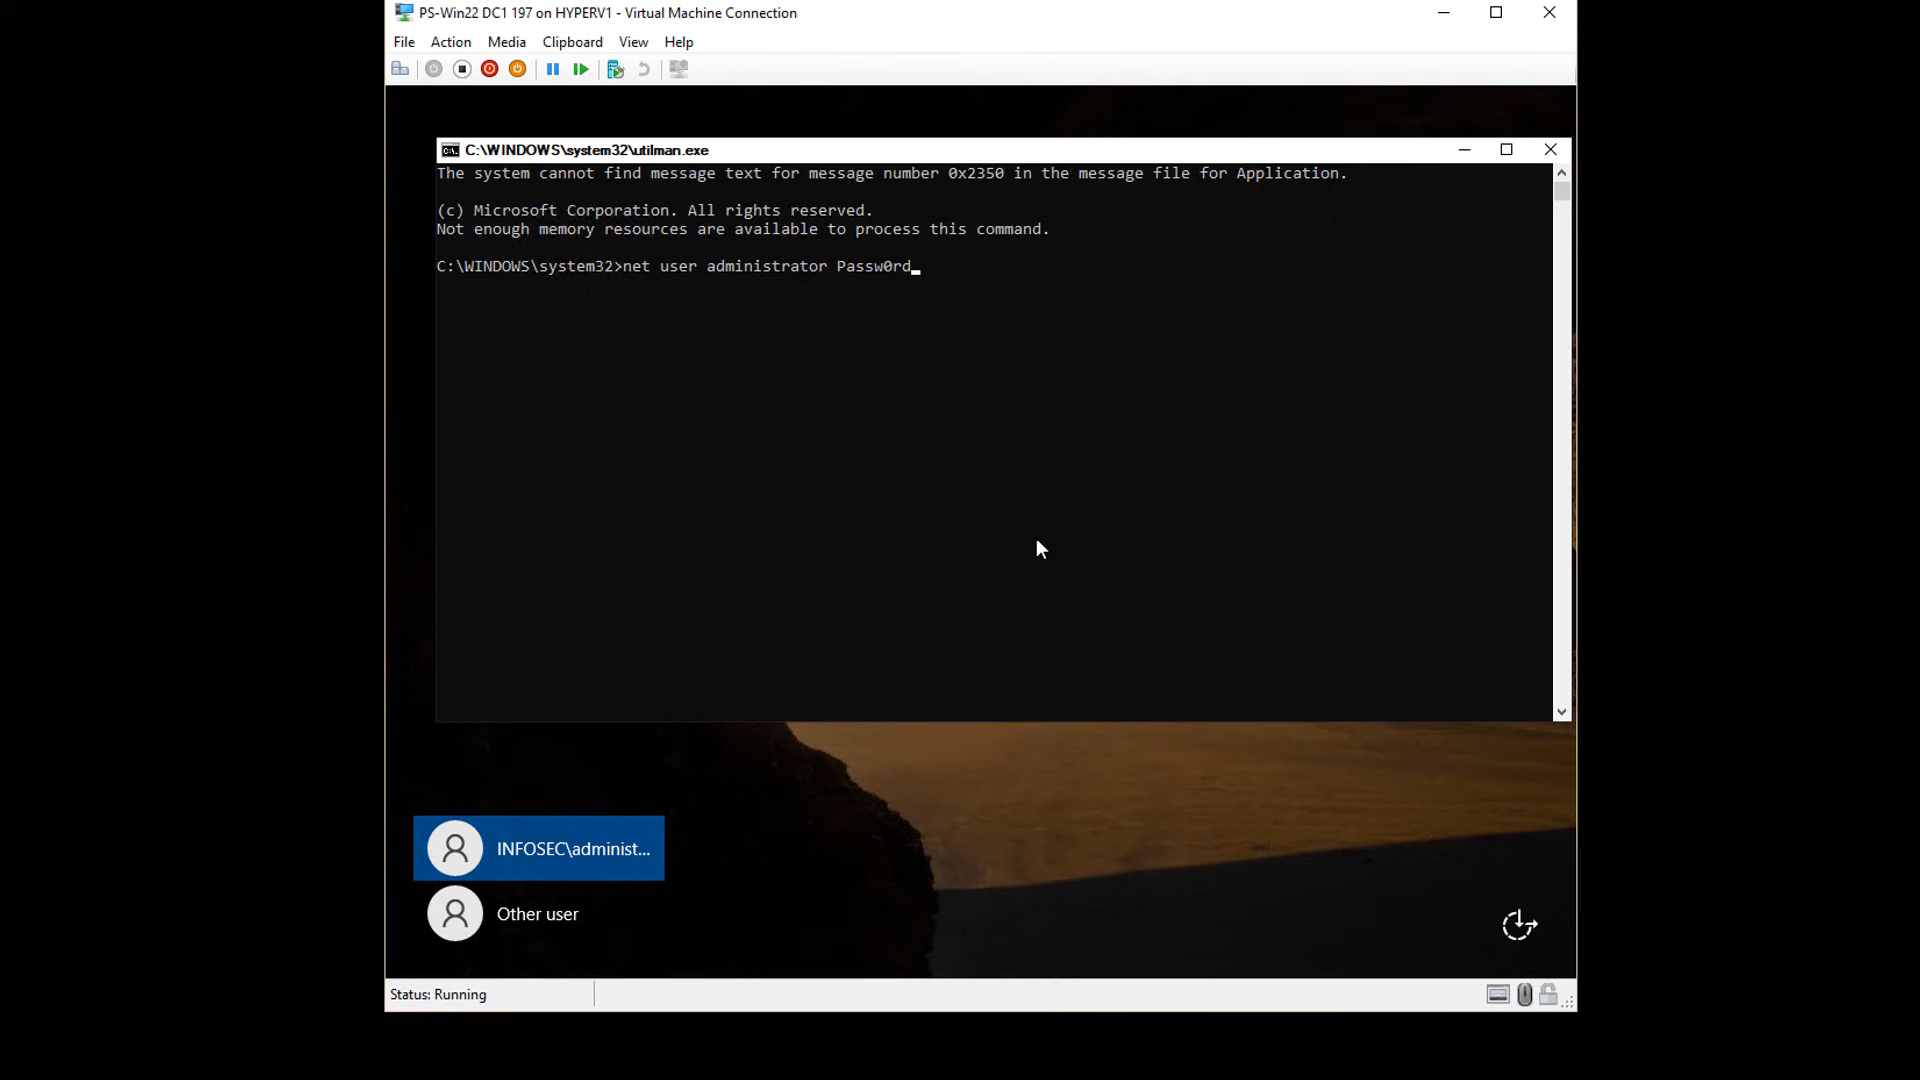 PS-Win22 DC1 197 on HYPERV1 - Virtual Machine Connection
File Action Media Clipboard View Help
C:\WINDOWS\system32\utilman.exe
The system cannot find message text for message number 0x2350 in the message file for Application.
(c) Microsoft Corporation. All rights reserved.
Not enough memory resources are available to process this command.
C:\WINDOWS\system32>net user administrator Passw0rd_
INFOSEC\administ...
Other user
Status: Running